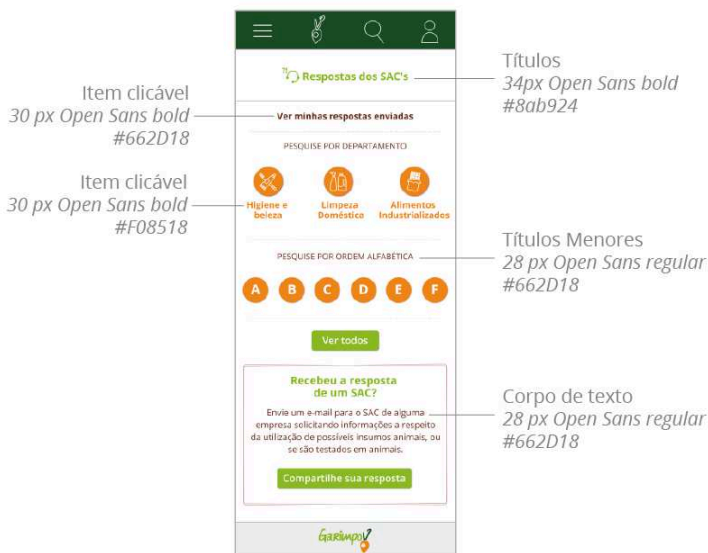 Respostas dos SAC's
Títulos
34px Open Sans bold
#8ab924
Item clicável
30 px Open Sans bold
#662D18
Ver minhas respostas enviadas
PESQUISE POR DEPARTAMENTO
Item clicável
30 px Open Sans bold
#F08518
Higiene e
beleza
Limpeza
Doméstica
Alimentos
Industrializados
PESQUISE POR ORDEM ALFABÉTICA
Títulos Menores
28 px Open Sans regular
#662D18
A B C D E F
Ver todos
Recebeu a resposta
de um SAC?
Envie um e-mail para o SAC de alguma
empresa solicitando informações a respeito
da utilização de possíveis insumos animais, ou
se são testados em animais.
Corpo de texto
28 px Open Sans regular
#662D18
Compartilhe sua resposta
GarimpoV